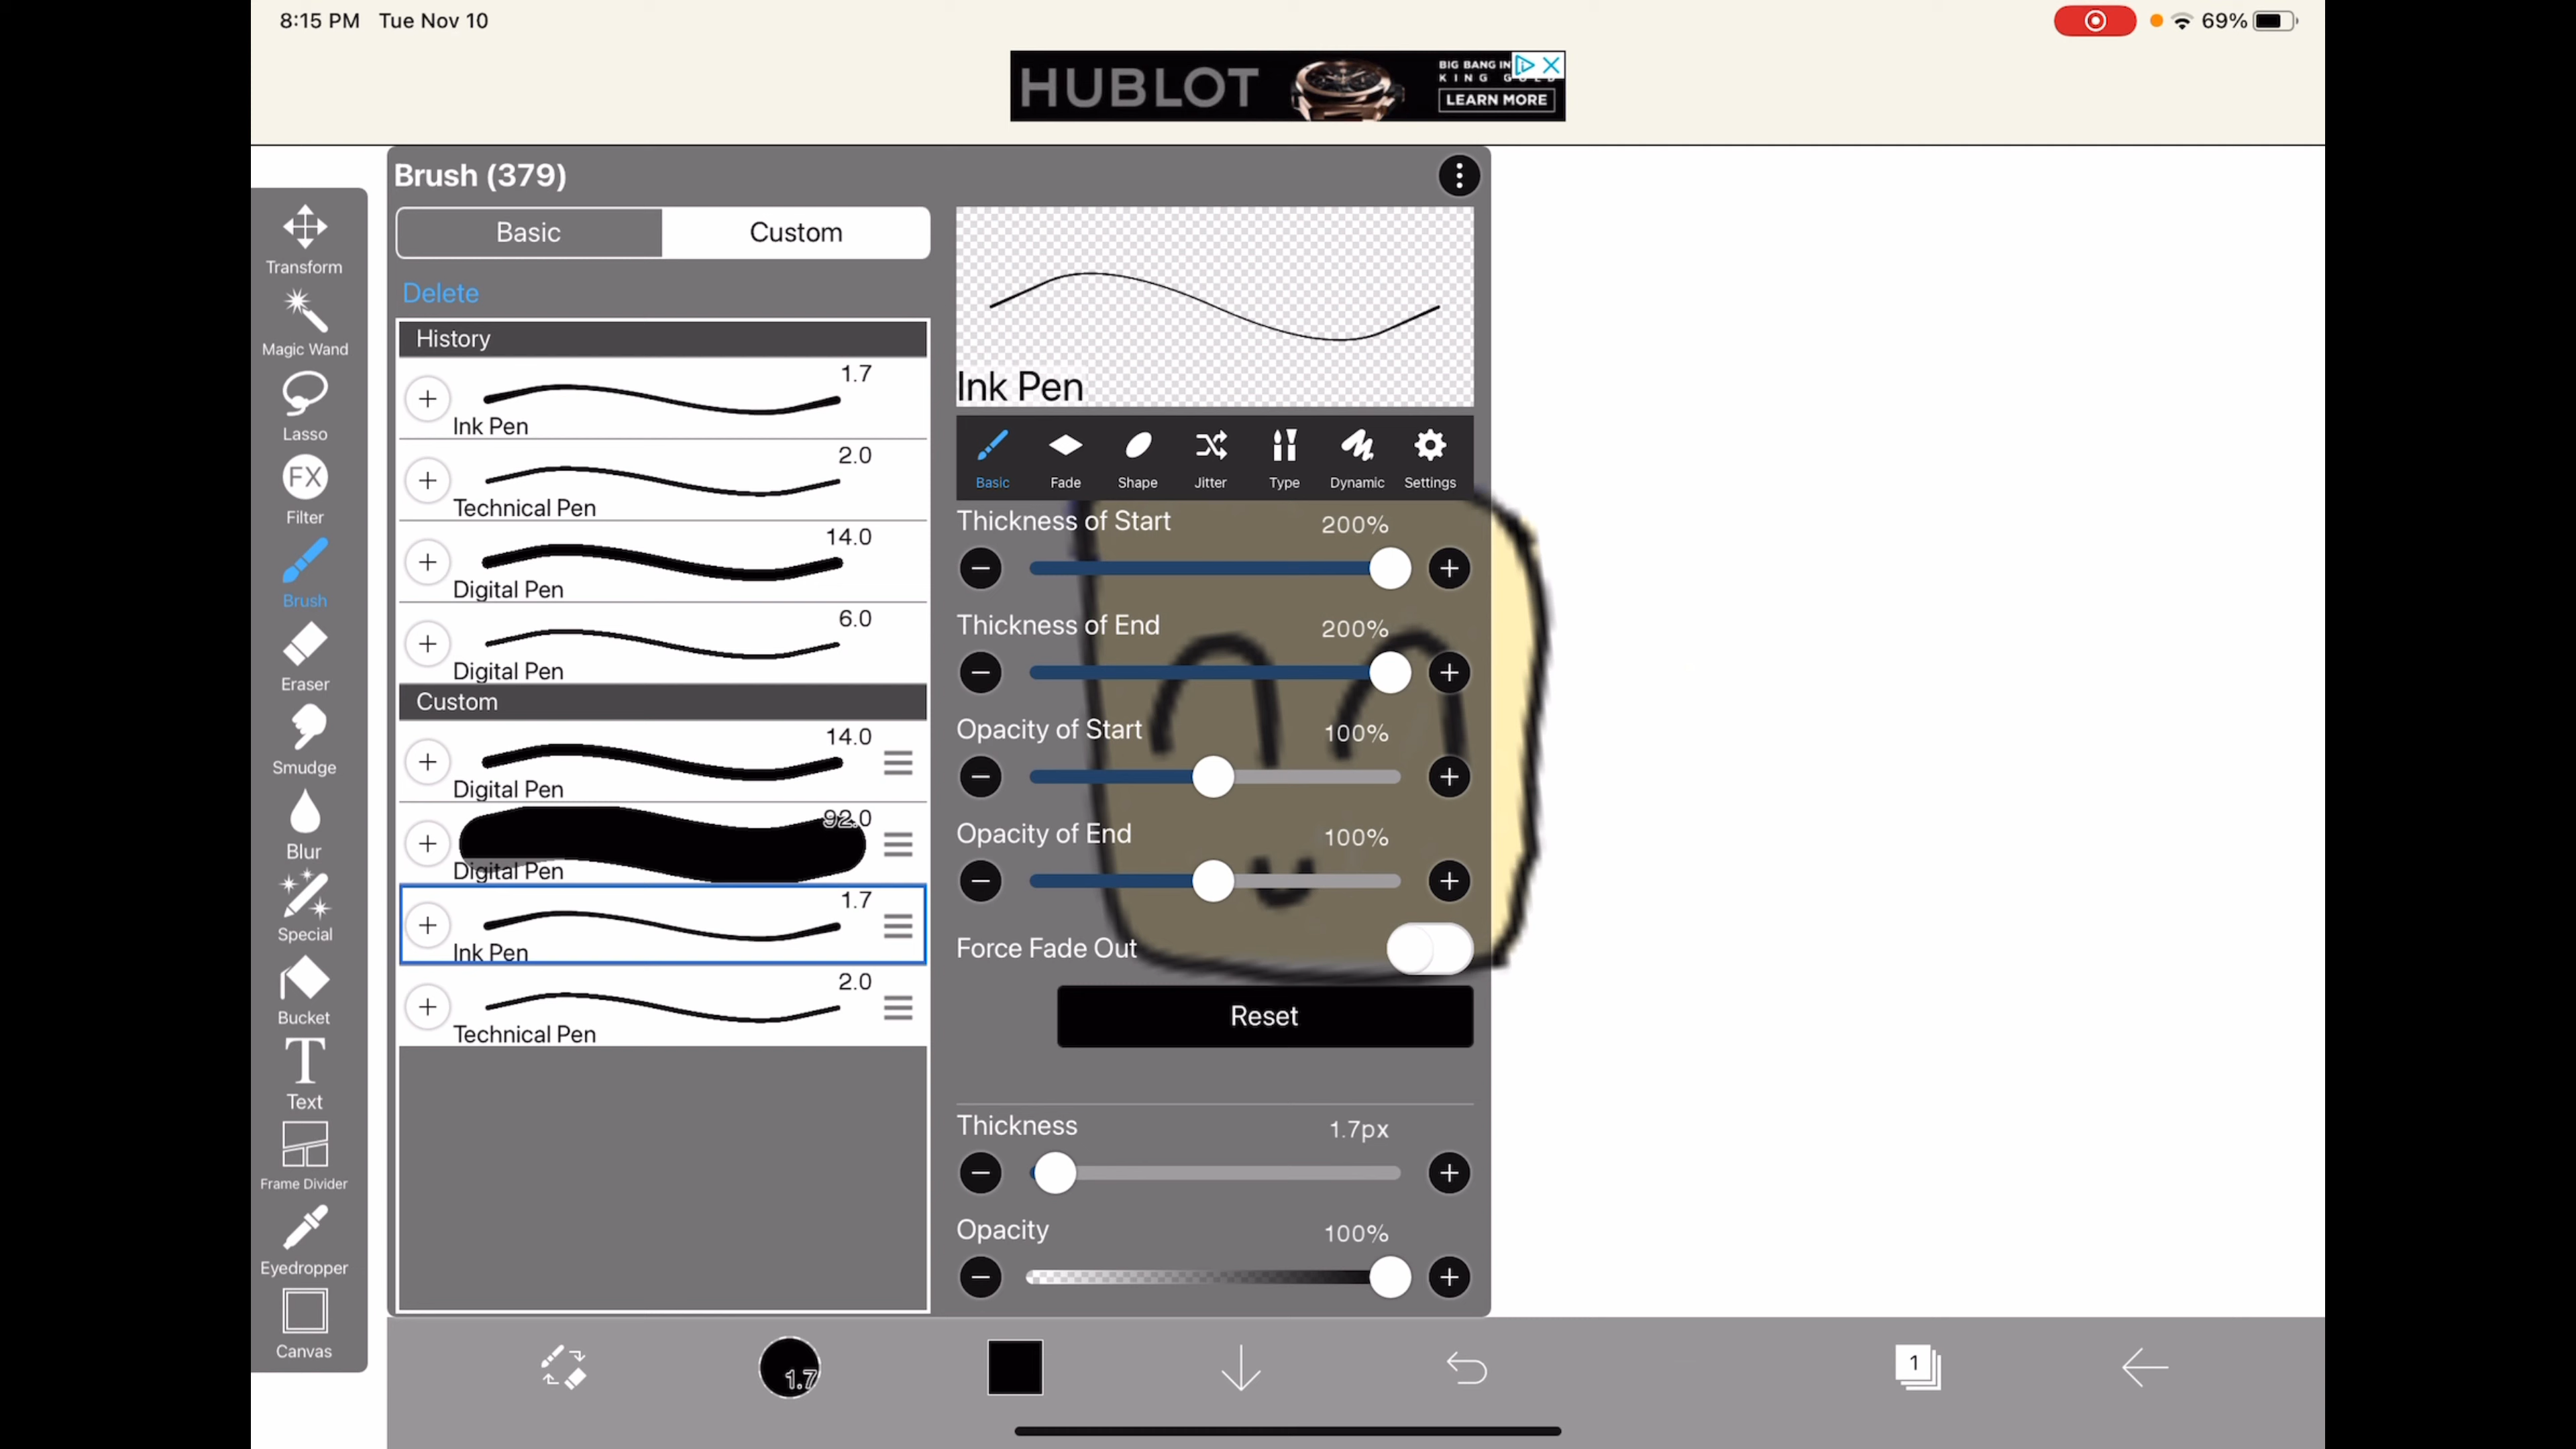 8:15 PM Tue Nov 10
69%
HUBLOT
BIG BANG IN
KING GOLD
LEARN MORE
Brush (379)
Basic Custom
Delete
History
1.7
Ink Pen
2.0
Technical Pen
14.0
Digital Pen
6.0
Digital Pen
Custom
14.0
Digital Pen
92.0
Digital Pen
1.7
Ink Pen
2.0
Technical Pen
Transform
Magic Wand
Lasso
FX
Filter
Brush
Eraser
Smudge
Blur
Special
Bucket
T
Text
Frame Divider
Eyedropper
Canvas
Ink Pen
Basic Fade Shape Jitter Type Dynamic Settings
Thickness of Start 200%
Thickness of End 200%
Opacity of Start 100%
Opacity of End 100%
Force Fade Out
Reset
Thickness 1.7px
Opacity 100%
1.7
1